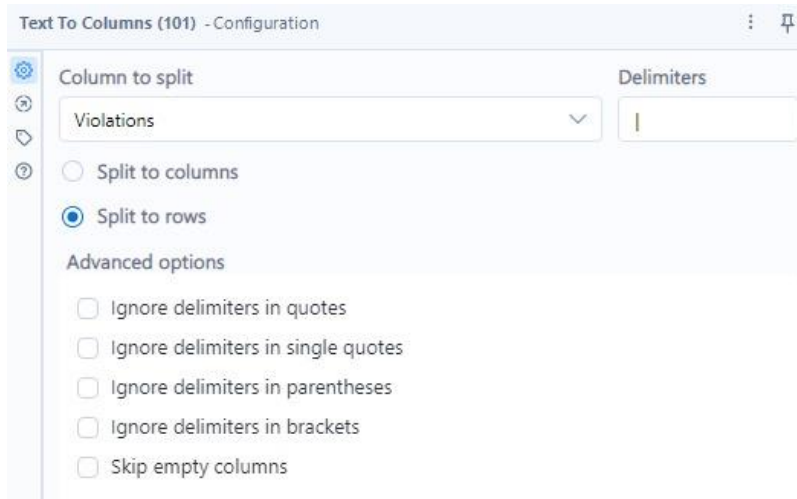 Text To Columns (101) - Configuration
Column to split
Delimiters
Violations
|
Split to columns
Split to rows
Advanced options
Ignore delimiters in quotes
Ignore delimiters in single quotes
Ignore delimiters in parentheses
Ignore delimiters in brackets
Skip empty columns